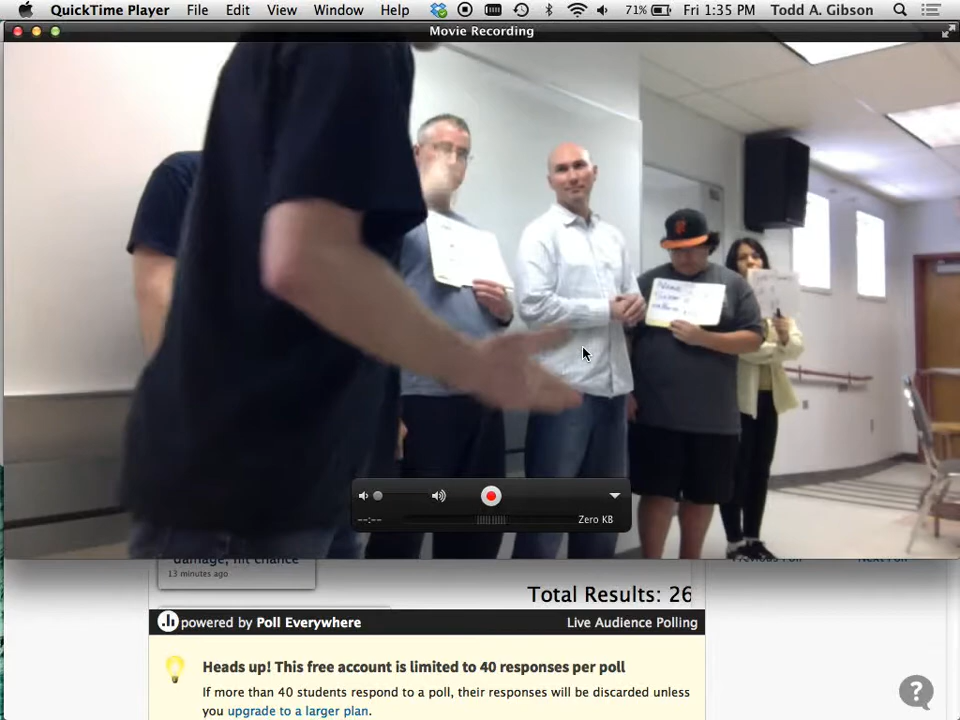 QuickTime Player File Edit View Window Help 71% Fri 1:35 PM Todd A. Gibson
Movie Recording
--:-- Zero KB
damage, hit chance
13 minutes ago
Total Results: 26
powered by Poll Everywhere Live Audience Polling
Heads up! This free account is limited to 40 responses per poll
If more than 40 students respond to a poll, their responses will be discarded unless
you upgrade to a larger plan.
?